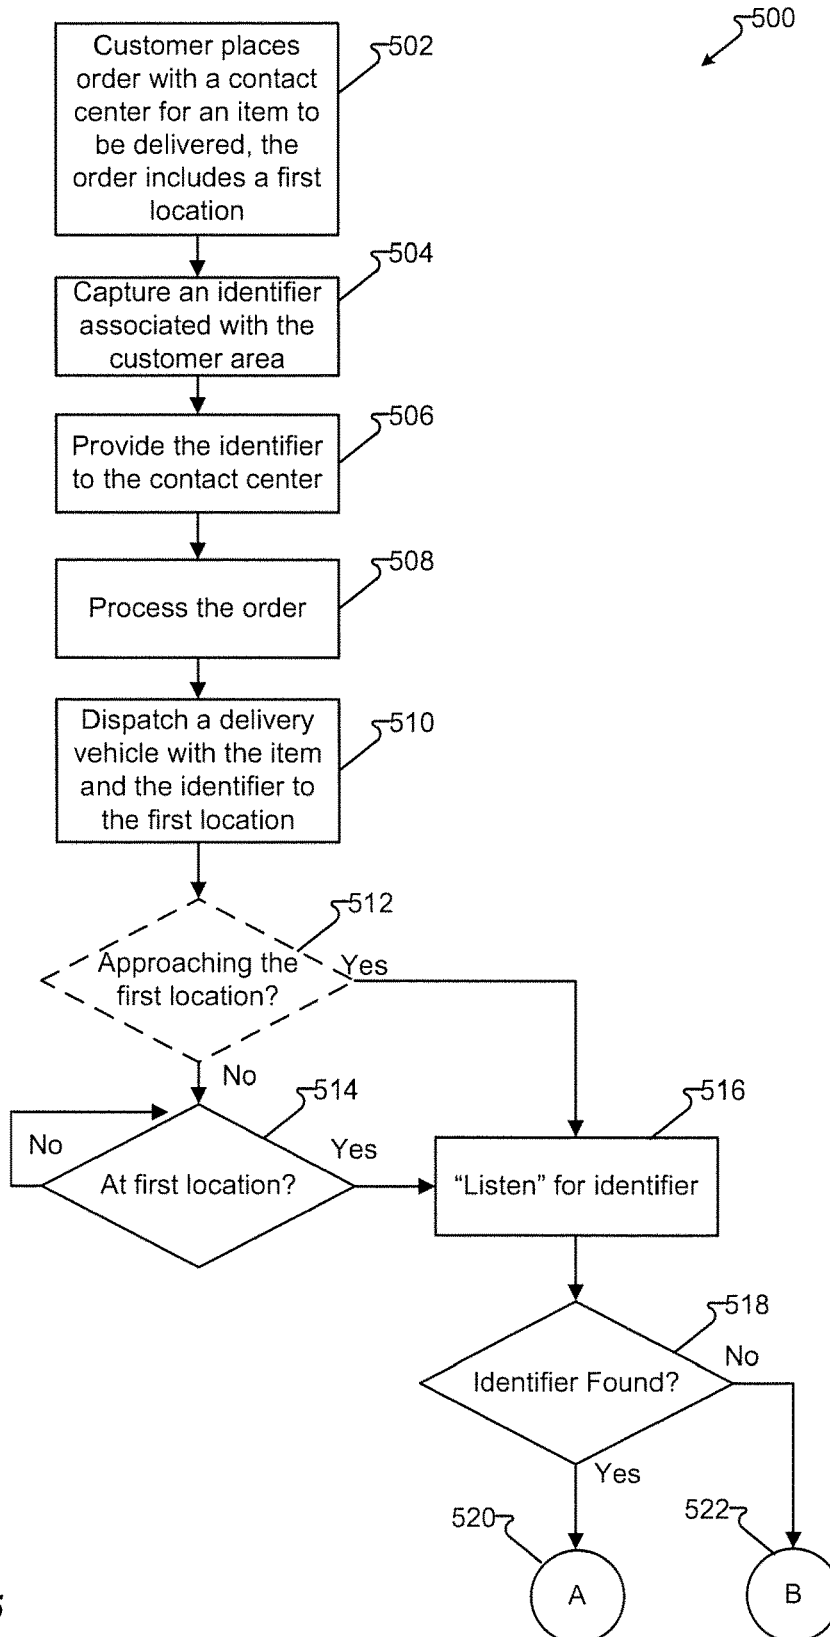 500
Customer places
order with a contact
center for an item to
be delivered, the
order includes a first
location
502
Capture an identifier
associated with the
customer area
504
Provide the identifier
to the contact center
506
Process the order
508
Dispatch a delivery
vehicle with the item
and the identifier to
the first location
510
Approaching the
first location?
512
Yes
No
At first location?
514
No
Yes
"Listen" for identifier
516
Identifier Found?
518
No
Yes
520
A
522
B
5